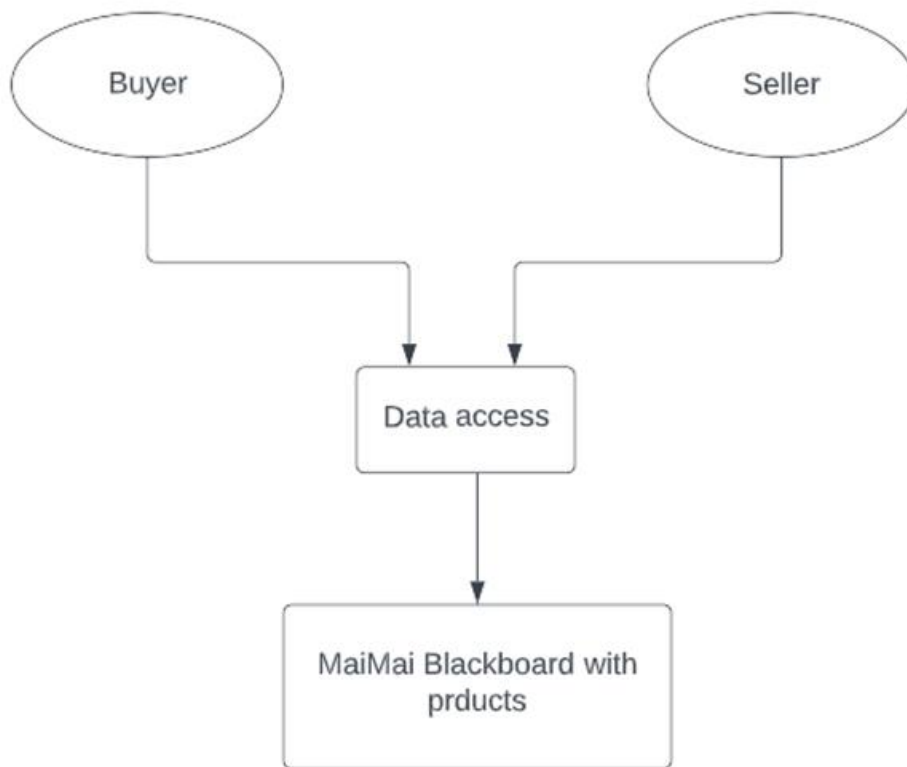 Buyer
Seller
Data access
MaiMai Blackboard with
prducts